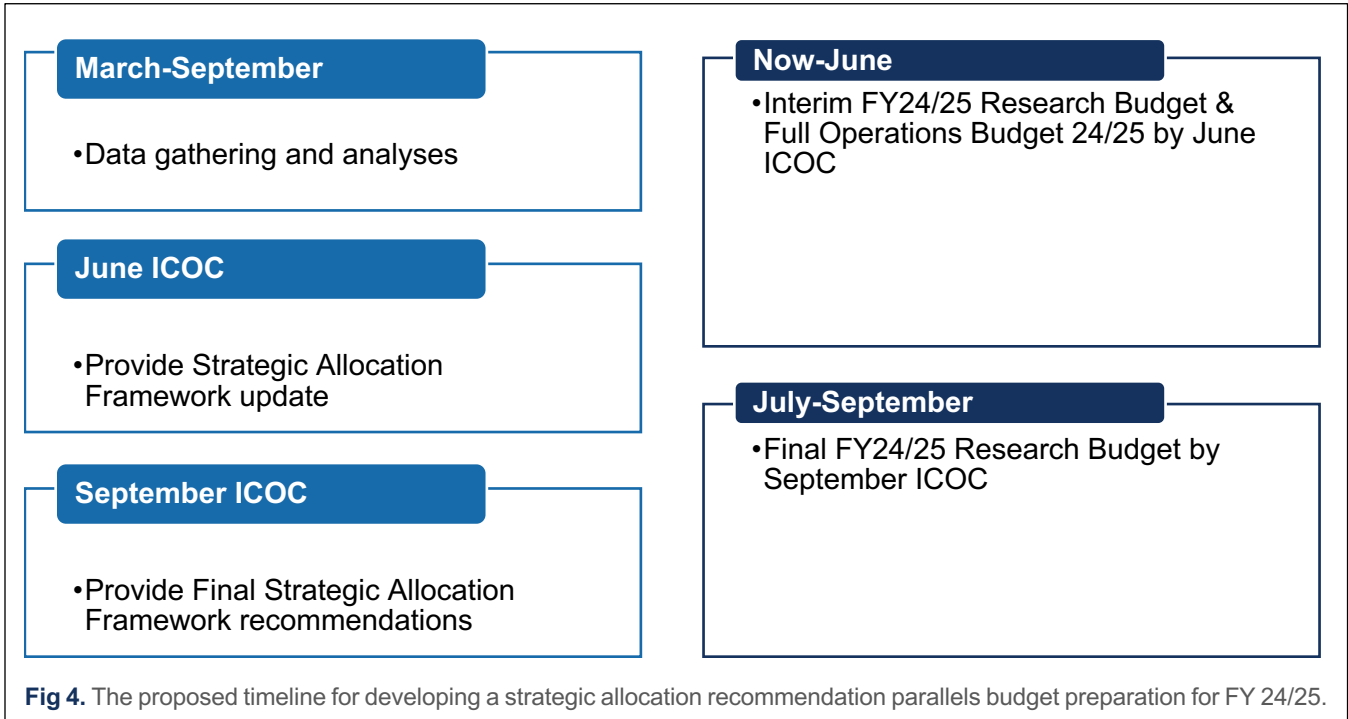 March-September
•Data gathering and analyses
June ICOC
•Provide Strategic Allocation
Framework update
September ICOC
•Provide Final Strategic Allocation
Framework recommendations
Now-June
•Interim FY24/25 Research Budget &
Full Operations Budget 24/25 by June
ICOC
July-September
•Final FY24/25 Research Budget by
September ICOC
Fig 4. The proposed timeline for developing a strategic allocation recommendation parallels budget preparation for FY 24/25.